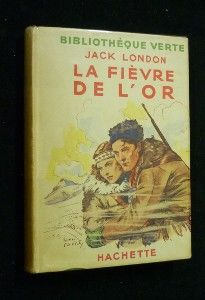 BIBLIOTHÈQUE VERTE
JACK LONDON
LA FIÈVRE
DE L'OR
HACHETTE